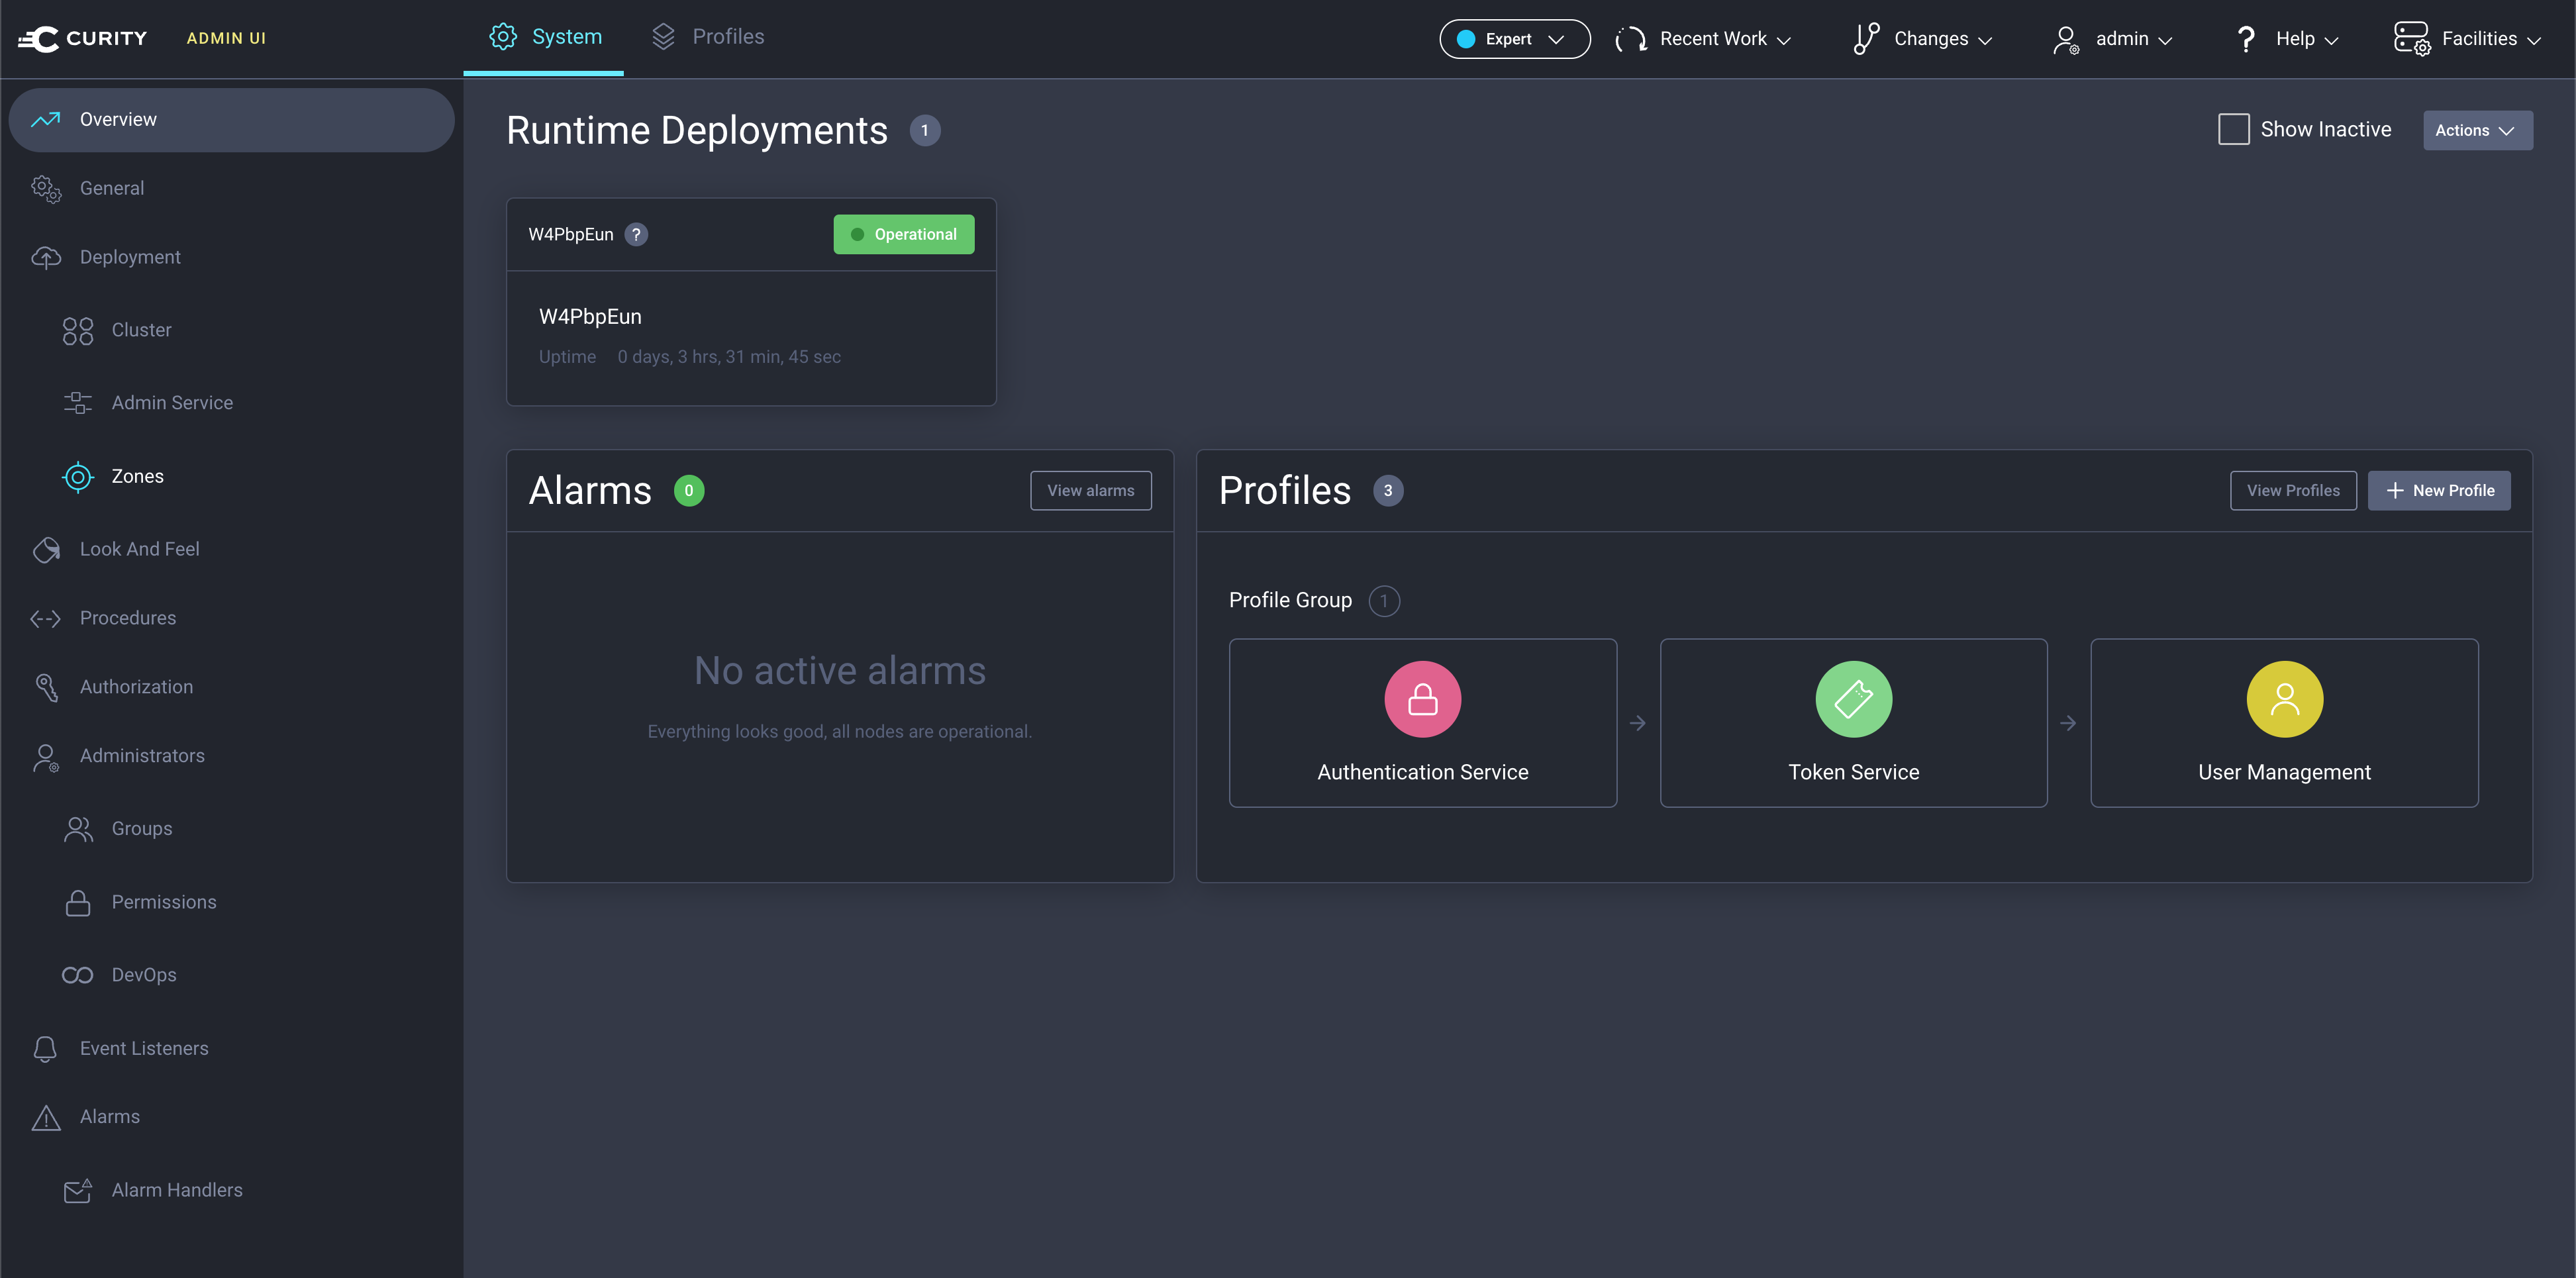 CURITY
ADMIN UI
System
Profiles
Expert
Recent Work
Changes
admin
?
Help
Facilities
Overview
General
Deployment
Cluster
Admin Service
Zones
Look And Feel
Procedures
Authorization
Administrators
Groups
Permissions
DevOps
Event Listeners
Alarms
Alarm Handlers
Runtime Deployments 1
Show Inactive
Actions
W4PbpEun ?
Operational
W4PbpEun
Uptime 0 days, 3 hrs, 31 min, 45 sec
Alarms 0
View alarms
No active alarms
Everything looks good, all nodes are operational.
Profiles 3
View Profiles
+ New Profile
Profile Group 1
Authentication Service
Token Service
User Management